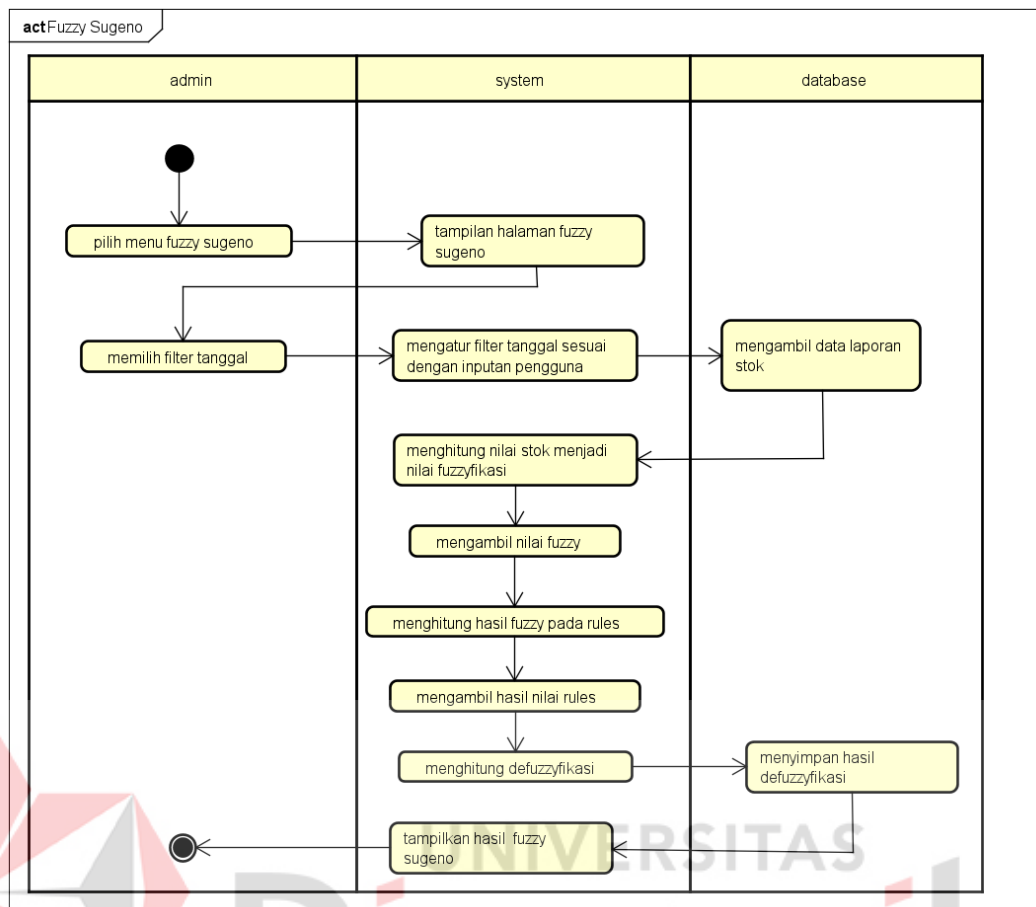 act Fuzzy Sugeno
admin
system
database
pilih menu fuzzy sugeno
tampilan halaman fuzzy
sugeno
memilih filter tanggal
mengatur filter tanggal sesuai
dengan inputan pengguna
mengambil data laporan
stok
menghitung nilai stok menjadi
nilai fuzzyfikasi
mengambil nilai fuzzy
menghitung hasil fuzzy pada rules
mengambil hasil nilai rules
menghitung defuzzyfikasi
menyimpan hasil
defuzzyfikasi
tampilkan hasil fuzzy
sugeno
UNIVERSITAS